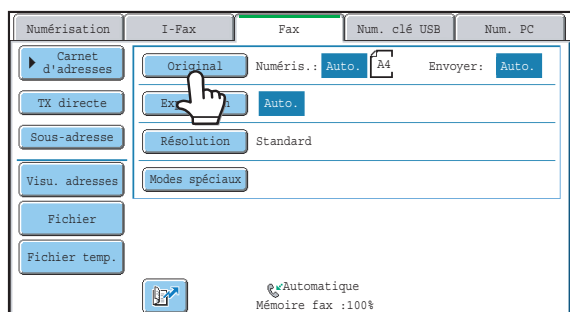 Numérisation I-Fax Fax Num. clé USB Num. PC
Carnet
d'adresses
Original Numéris.: Auto. A4 Envoyer: Auto.
TX directe
Auto.
Sous-adresse
Résolution Standard
Visu. adresses
Modes spéciaux
Fichier
Fichier temp.
Automatique
Mémoire fax :100%